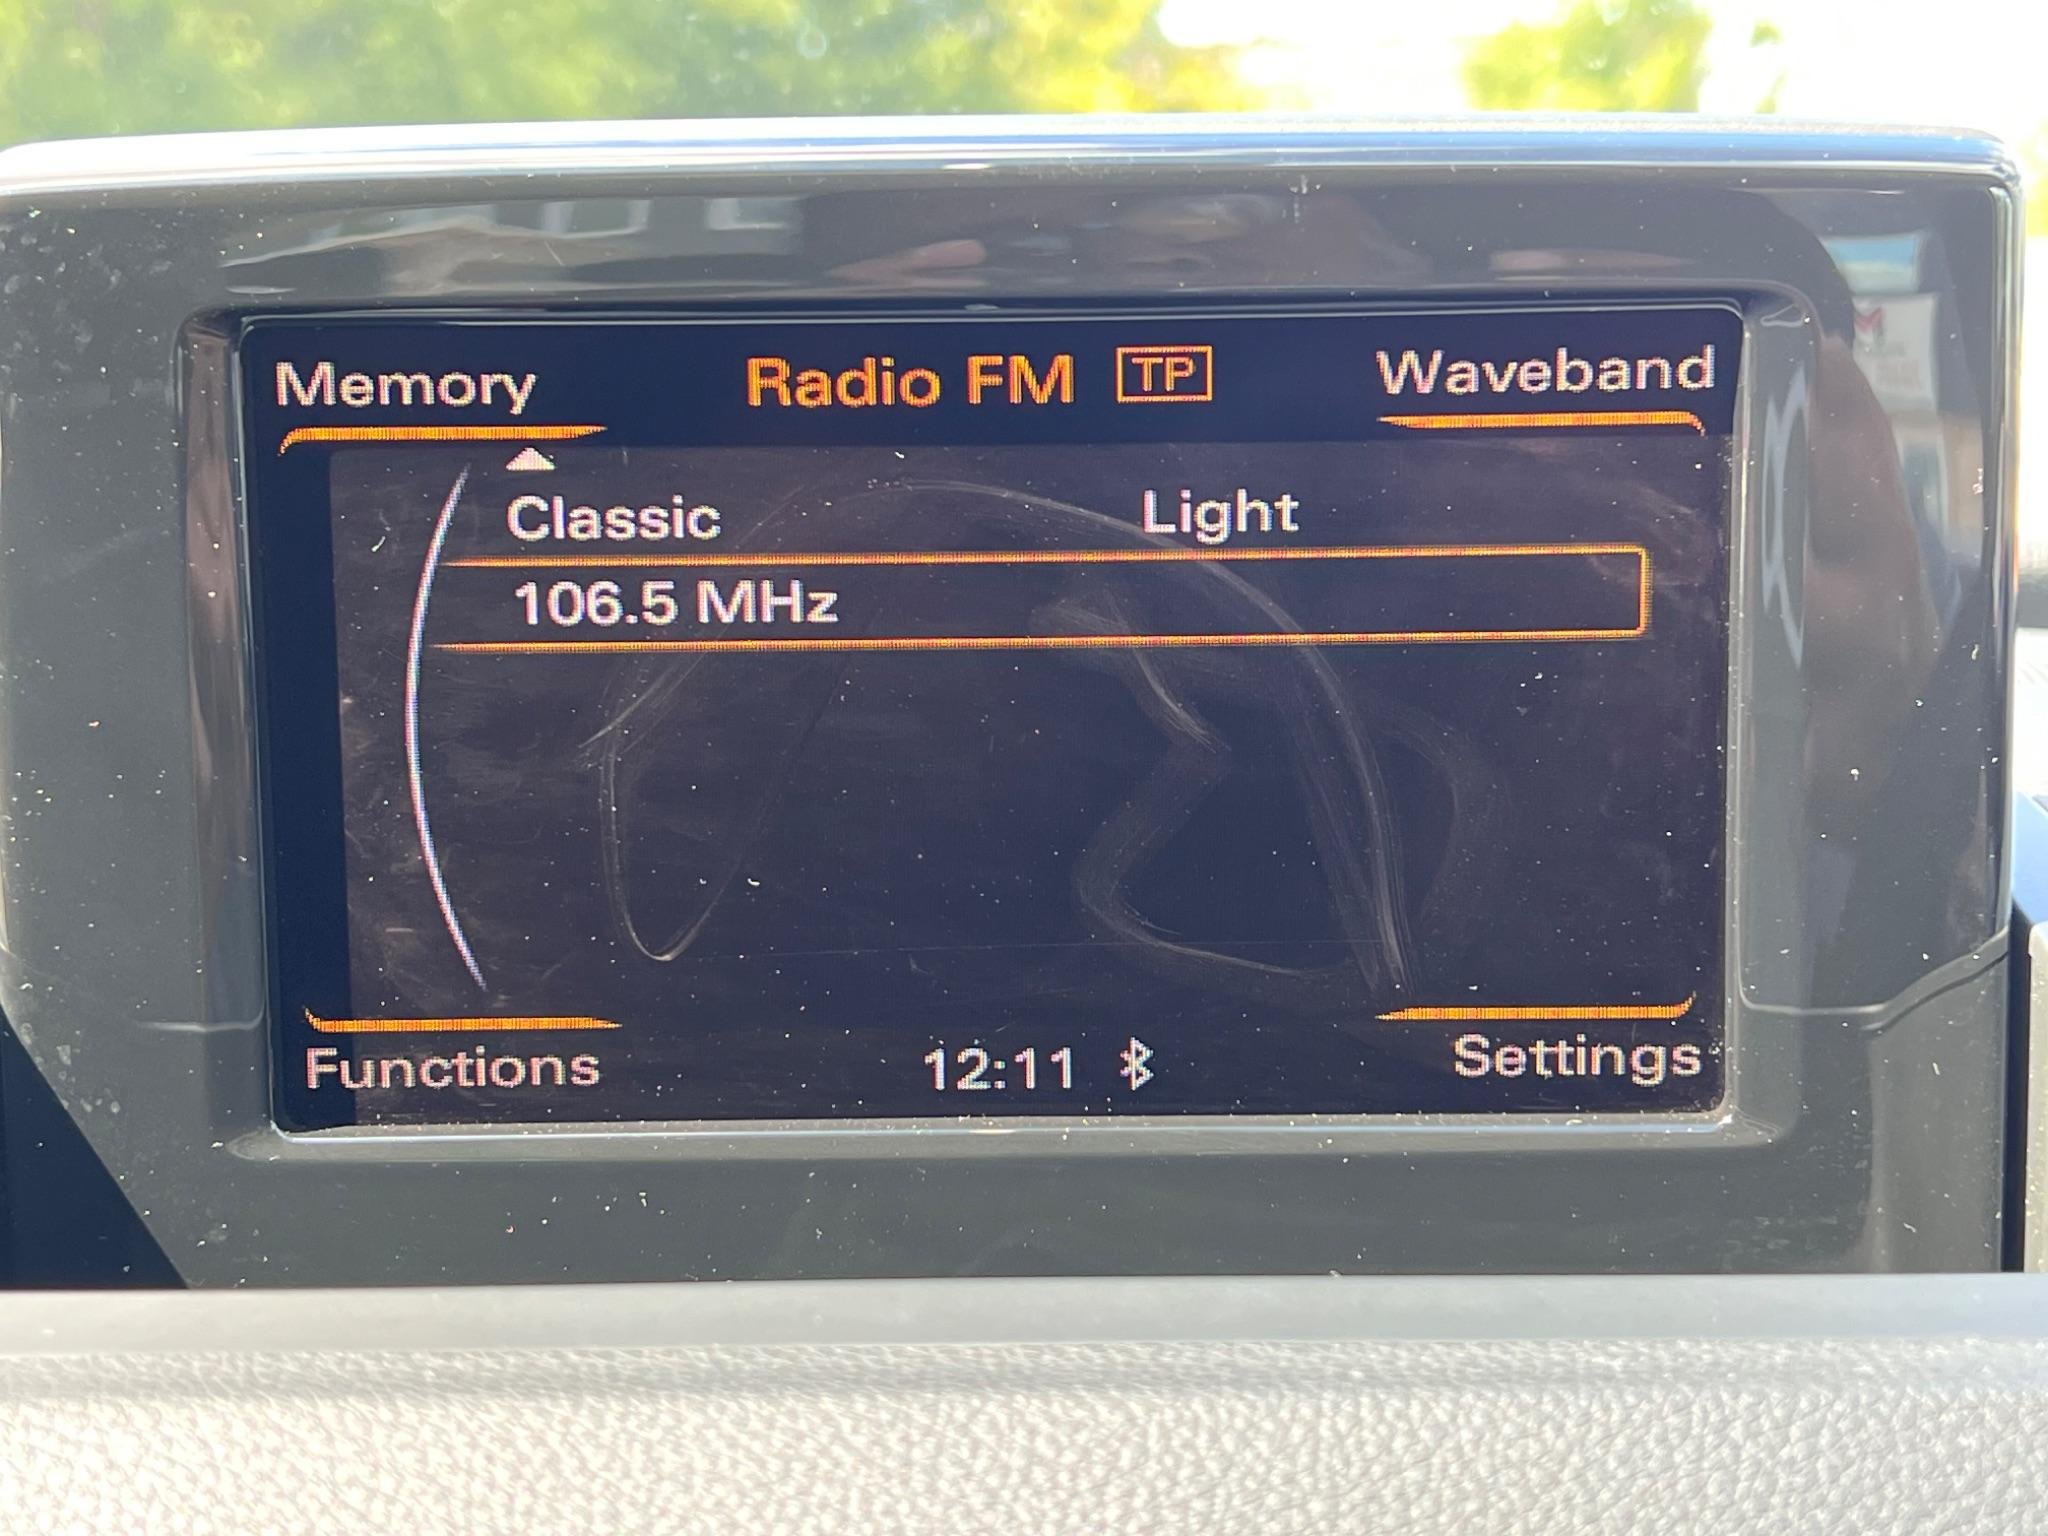 Memory Radio FM TP Waveband
Classic Light
106.5 MHz
Functions 12:11 Settings